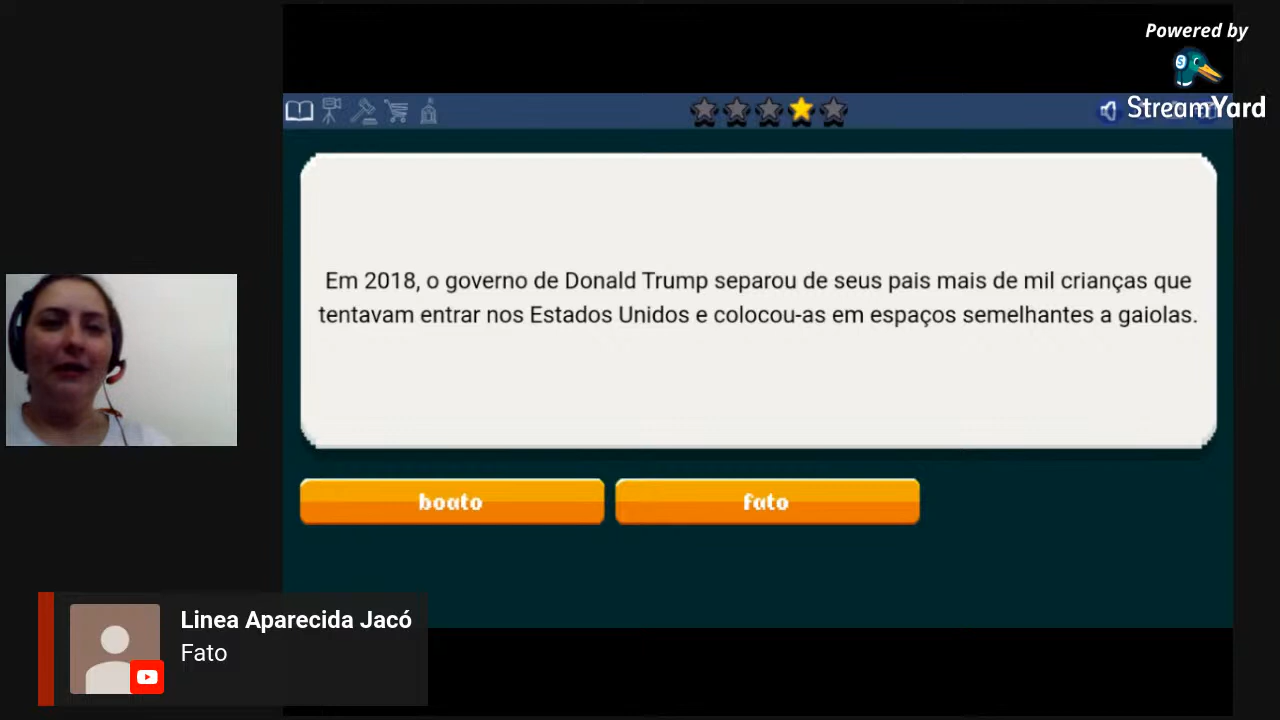 Powered by
StreamYard
Em 2018, o governo de Donald Trump separou de seus pais mais de mil crianças que
tentavam entrar nos Estados Unidos e colocou-as em espaços semelhantes a gaiolas.
boato
fato
Linea Aparecida Jacó
Fato